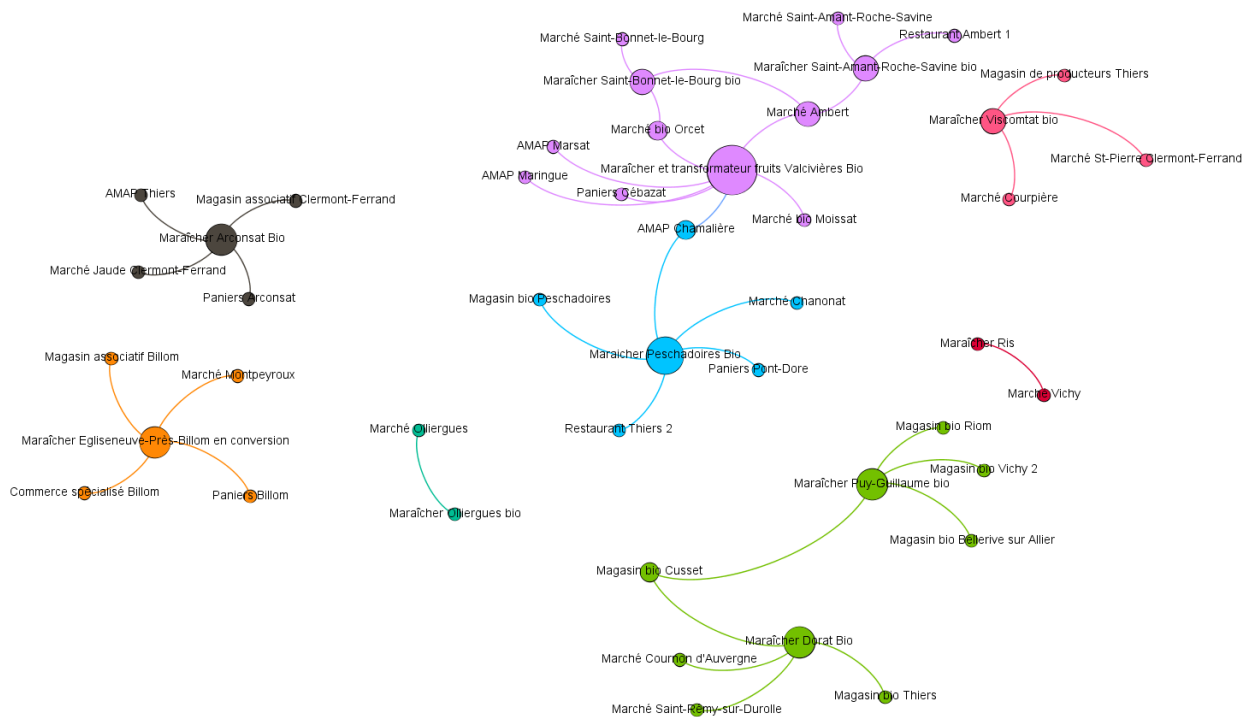 Marché Saint-Amant-Roche-Savine
Restaurant Ambert 1
Marché Saint-Bonnet-le-Bourg
Maraîcher Saint-Amant-Roche-Savine bio
Magasin de producteurs Thiers
Maraîcher Saint-Bonnet-le-Bourg bio
Marché Ambert
Maraîcher Viscomtat bio
Marché bio Orcet
AMAP Marsat
Marché St-Pierre Clermont-Ferrand
Maraîcher et transformateur fruits Valcivières Bio
AMAP Maringue
Paniers Cébazat
Marché Courpière
AMAP Thiers
Magasin associatif Clermont-Ferrand
Marché bio Moissat
AMAP Chamalière
Maraîcher Arconsat Bio
Marché Jaude Clermont-Ferrand
Paniers Arconsat
Magasin bio Peschadoires
Marché Chanonat
Maraicher Peschadoires Bio
Paniers Pont-Dore
Maraîcher Ris
Marché Vichy
Magasin associatif Billom
Marché Montpeyroux
Maraîcher Egliseneuve-Près-Billom en conversion
Marché Olliergues
Restaurant Thiers 2
Magasin bio Riom
Magasin bio Vichy 2
Maraîcher Puy-Guillaume bio
Commerce spécialisé Billom
Paniers Billom
Maraîcher Olliergues bio
Magasin bio Bellerive sur Allier
Magasin bio Cusset
Maraîcher Dorat Bio
Marché Cournon d'Auvergne
Magasin bio Thiers
Marché Saint-Rémy-sur-Durolle